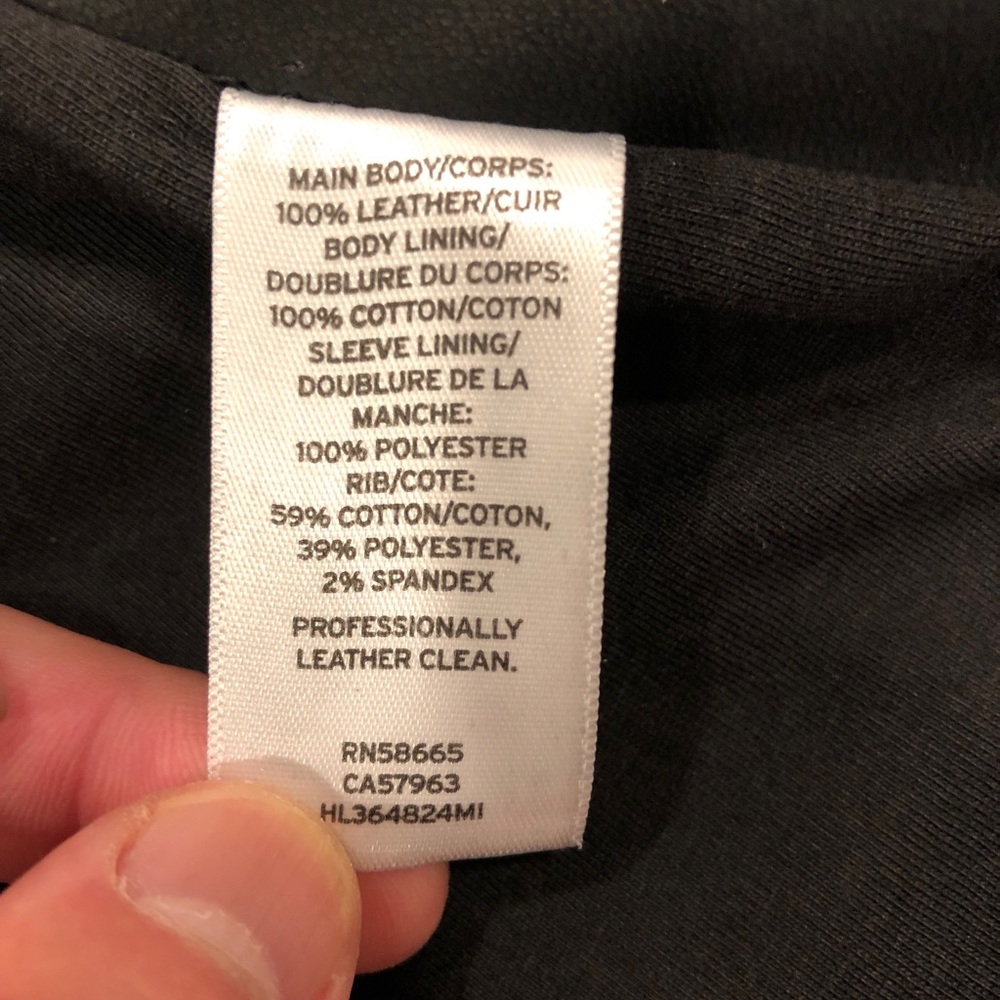 MAIN BODY/CORPS:
100% LEATHER/CUIR
BODY LINING/
DOUBLURE DU CORPS:
100% COTTON/COTON
SLEEVE LINING/
DOUBLURE DE LA
MANCHE:
100% POLYESTER
RIB/COTE:
59% COTTON/COTON,
39% POLYESTER,
2% SPANDEX
PROFESSIONALLY
LEATHER CLEAN.
RN58665
CA57963
HL364824MI